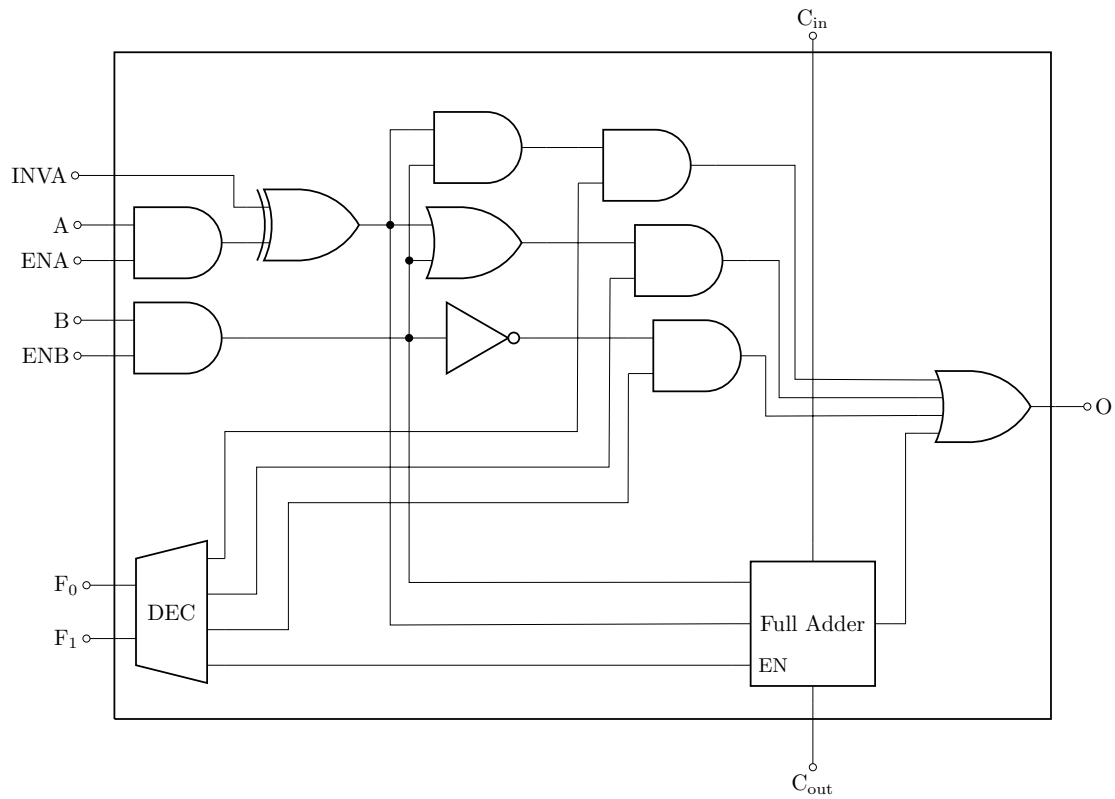 C_in
INVA
A
ENA
B
ENB
O
F_0
DEC
F_1
Full Adder
EN
C_out